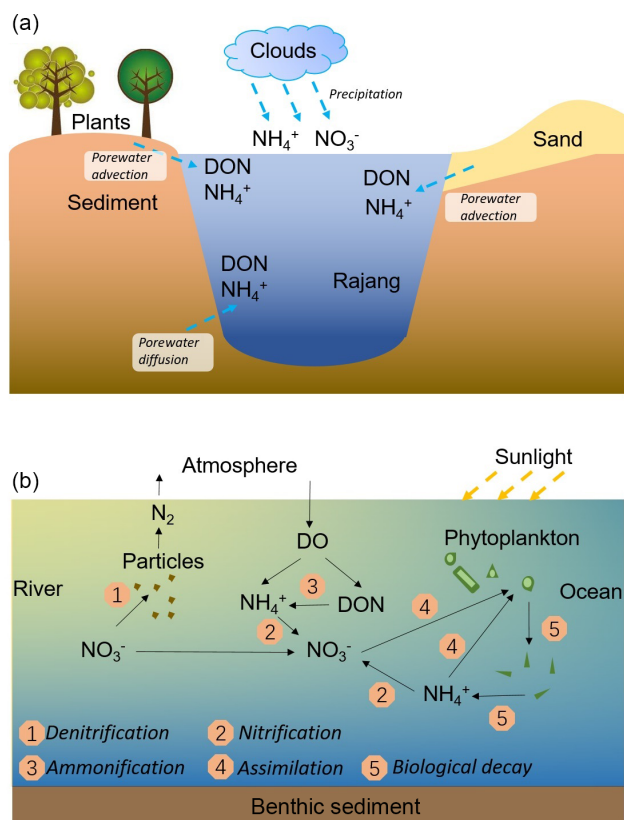 (a)
Clouds
Precipitation
NH₄⁺ NO₃⁻
Plants
Sand
Porewater
advection
DON
NH₄⁺
DON
NH₄⁺
Porewater
advection
Sediment
DON
NH₄⁺
Rajang
Porewater
diffusion
(b)
Atmosphere
Sunlight
N₂
Particles
DO
Phytoplankton
River
Ocean
1
3
NH₄⁺
DON
4
5
2
NO₃⁻
NO₃⁻
4
2
NH₄⁺
5
1 Denitrification
2 Nitrification
3 Ammonification
4 Assimilation
5 Biological decay
Benthic sediment